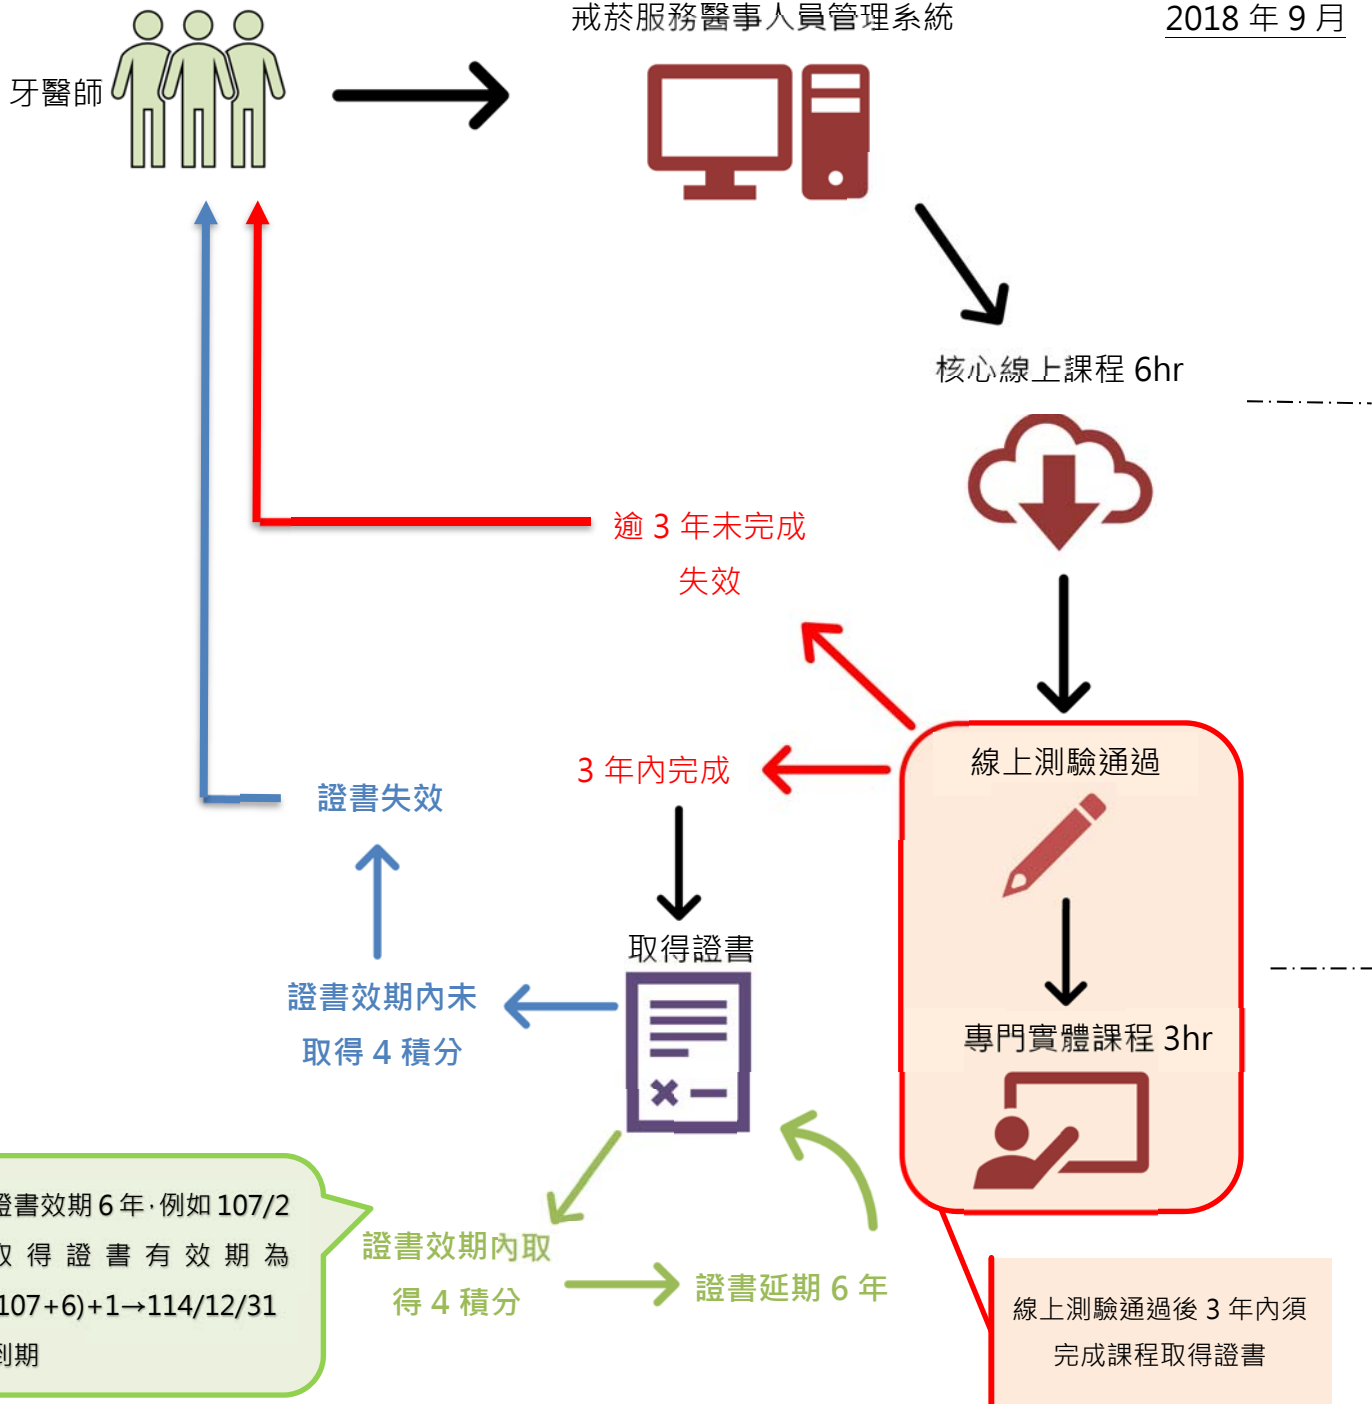 戒菸服務醫事人員管理系統
2018 年 9 月
牙醫師
核心線上課程 6hr
逾 3 年未完成
失效
線上測驗通過
3 年內完成
證書失效
取得證書
證書效期內未
取得 4 積分
專門實體課程 3hr
證書效期 6 年,例如 107/2
取得證書有效期為
107+6)+1→114/12/31
到期
證書效期內取
得 4 積分
證書延期 6 年
線上測驗通過後 3 年內須
完成課程取得證書